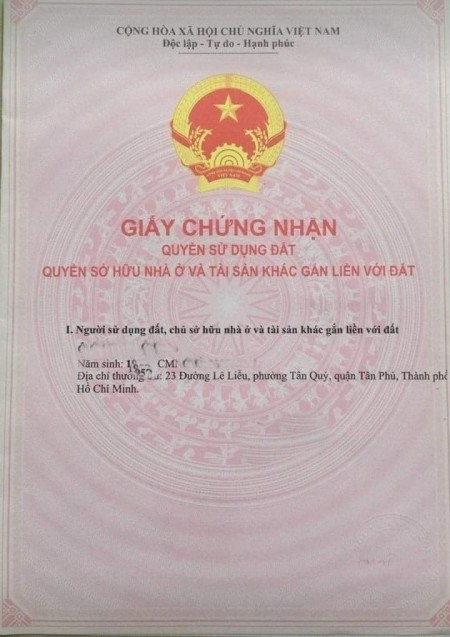 CỘNG HÒA XÃ HỘI CHỦ NGHĨA VIỆT NAM
Độc lập - Tự do - Hạnh phúc
VIỆT NAM
GIẤY CHỨNG NHẬN
QUYỀN SỬ DỤNG ĐẤT
QUYỀN SỞ HỮU NHÀ Ở VÀ TÀI SẢN KHÁC GẮN LIỀN VỚI ĐẤT
I. Người sử dụng đất, chủ sở hữu nhà ở và tài sản khác gắn liền với đất
Năm sinh: CM
Địa chỉ thường 23 Đường Lê Liễu, phường Tân Quý, quận Tân Phú, Thành phố
Hồ Chí Minh.